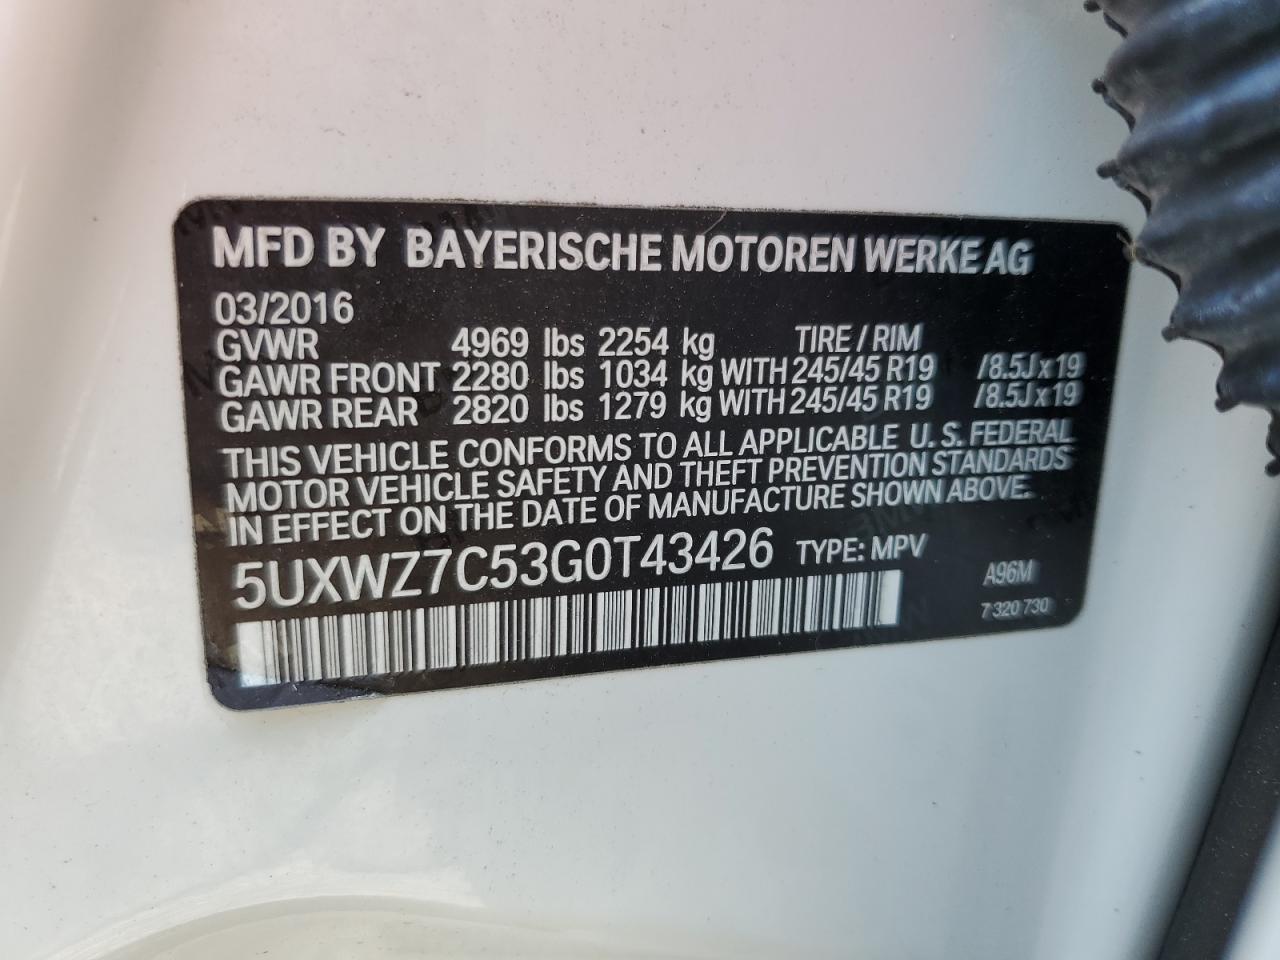 MFD BY BAYERISCHE MOTOREN WERKE AG
03/2016
GVWR 4969 lbs 2254 kg TIRE / RIM
GAWR FRONT 2280 lbs 1034 kg WITH 245/45 R19 /8.5J x 19
GAWR REAR 2820 lbs 1279 kg WITH 245/45 R19 /8.5J x 19
THIS VEHICLE CONFORMS TO ALL APPLICABLE U. S. FEDERAL
MOTOR VEHICLE SAFETY AND THEFT PREVENTION STANDARDS
IN EFFECT ON THE DATE OF MANUFACTURE SHOWN ABOVE.
5UXWZ7C53G0T43426 TYPE: MPV
A96M
7 320 730